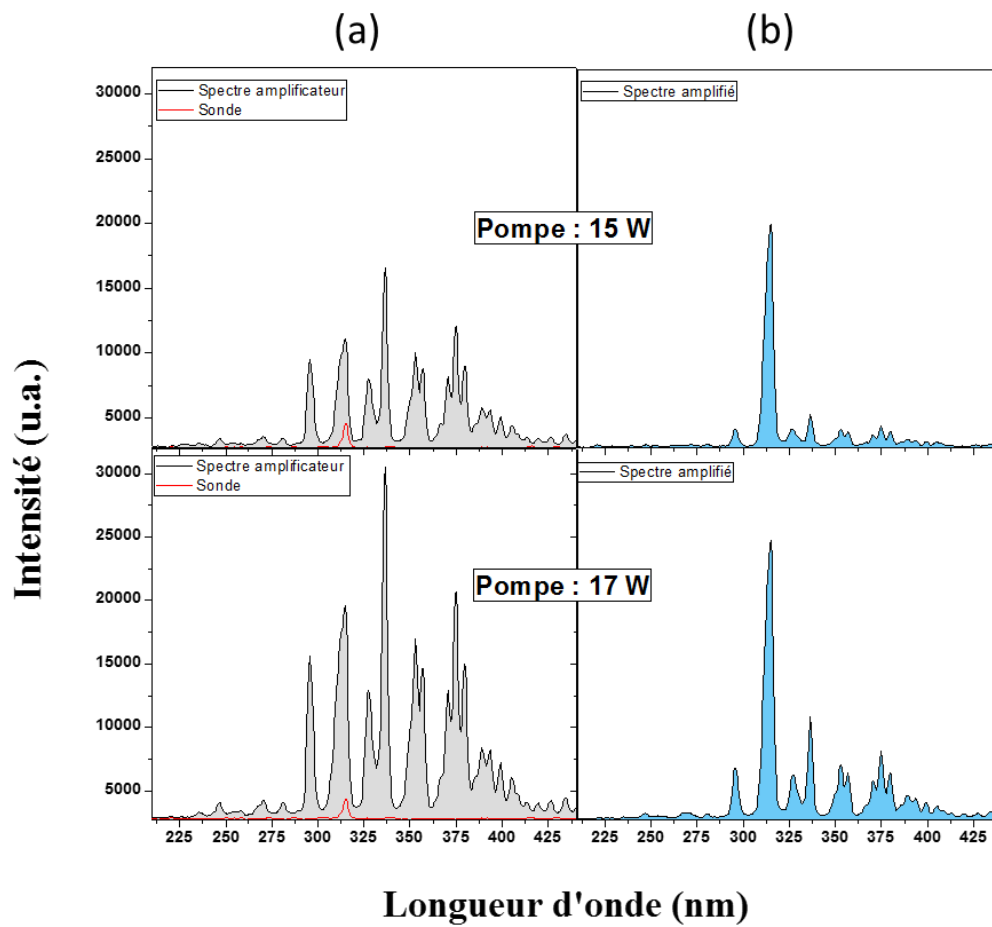 (a) (b)
30000
25000
20000
15000
10000
5000
Spectre amplificateur
Sonde
Spectre amplifié
Pompe : 15 W
30000
25000
20000
15000
10000
5000
Spectre amplificateur
Sonde
Spectre amplifié
Pompe : 17 W
225 250 275 300 325 350 375 400 425 225 250 275 300 325 350 375 400 425
Intensité (u.a.)
Longueur d'onde (nm)